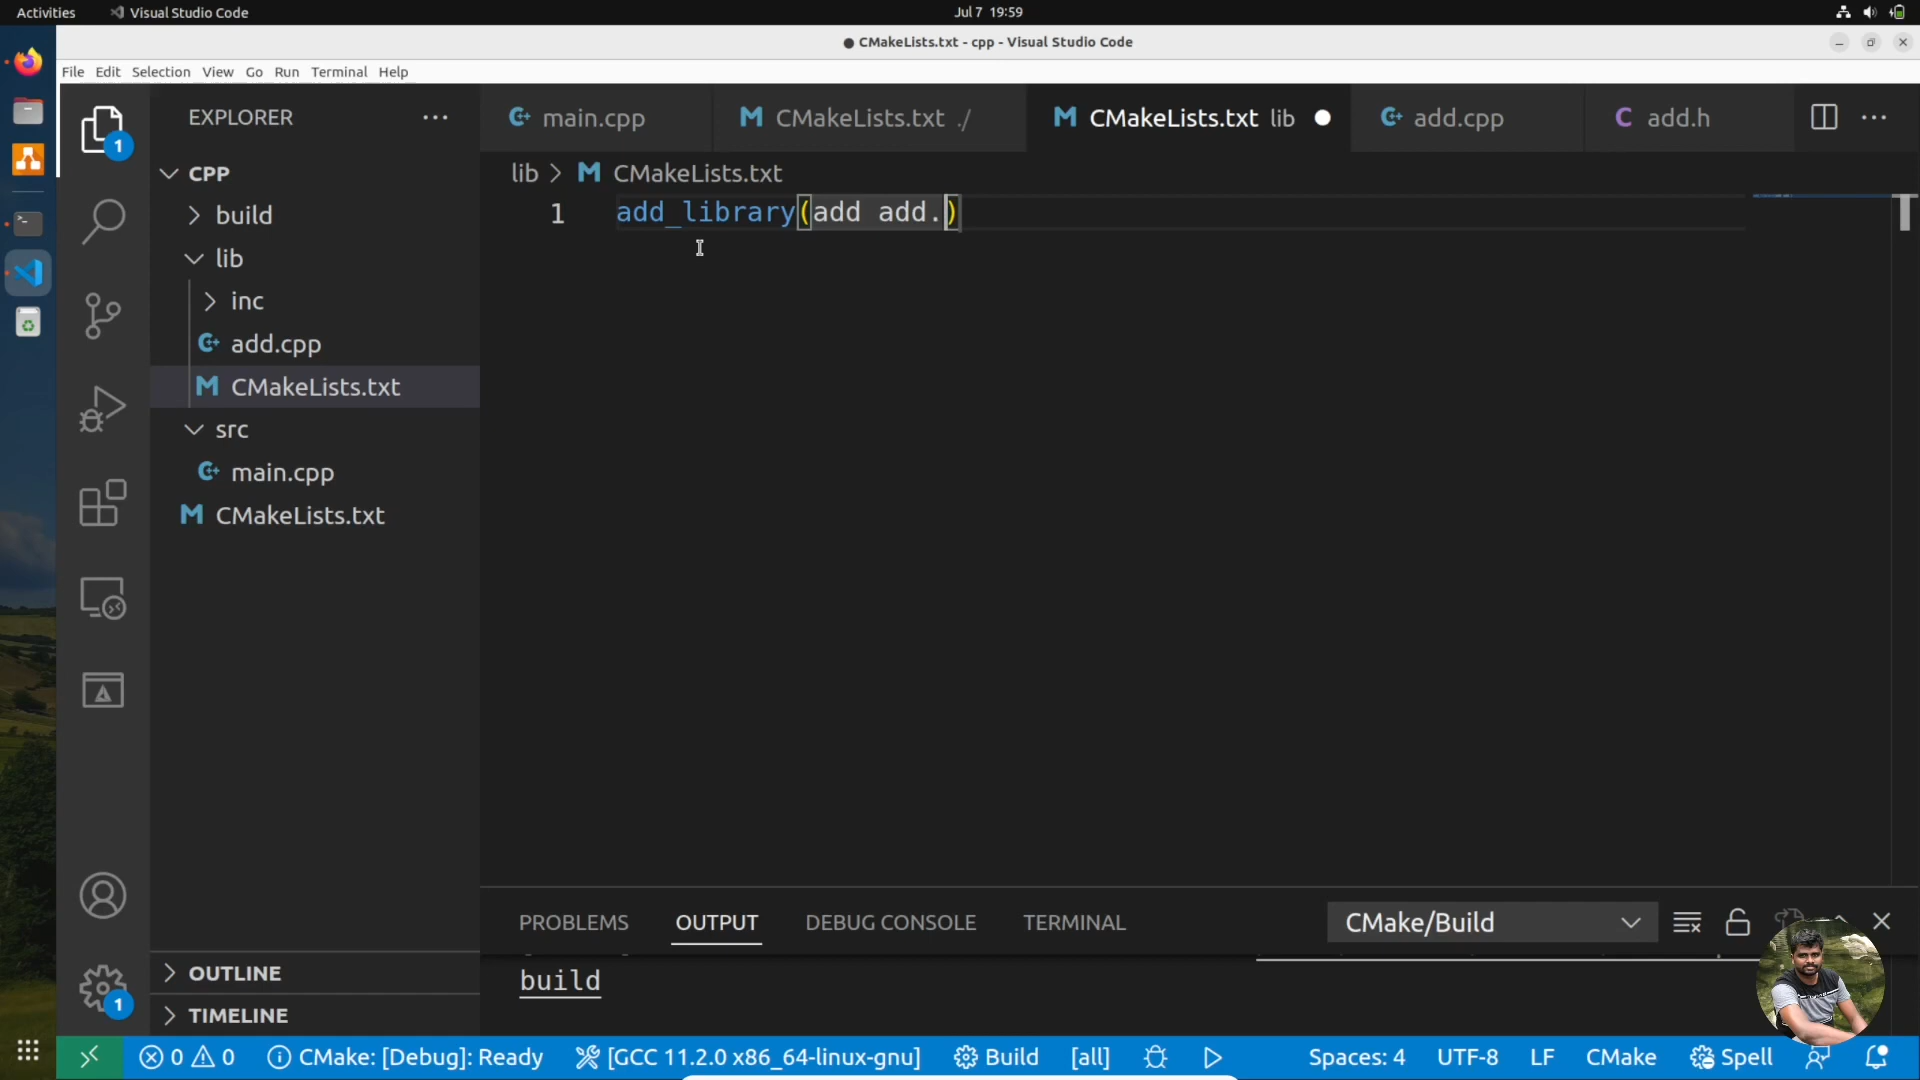 Activities
Visual Studio Code
Jul 7 19:59
● CMakeLists.txt - cpp - Visual Studio Code
File Edit Selection View Go Run Terminal Help
1
EXPLORER
main.cpp
CMakeLists.txt ./
CMakeLists.txt lib
add.cpp
add.h
CPP
build
lib
inc
add.cpp
CMakeLists.txt
src
main.cpp
CMakeLists.txt
OUTLINE
TIMELINE
1
lib > CMakeLists.txt
1 add_library(add add.)
PROBLEMS OUTPUT DEBUG CONSOLE TERMINAL
CMake/Build
build
0 0 CMake: [Debug]: Ready [GCC 11.2.0 x86_64-linux-gnu] Build [all] Spaces: 4 UTF-8 LF CMake Spell